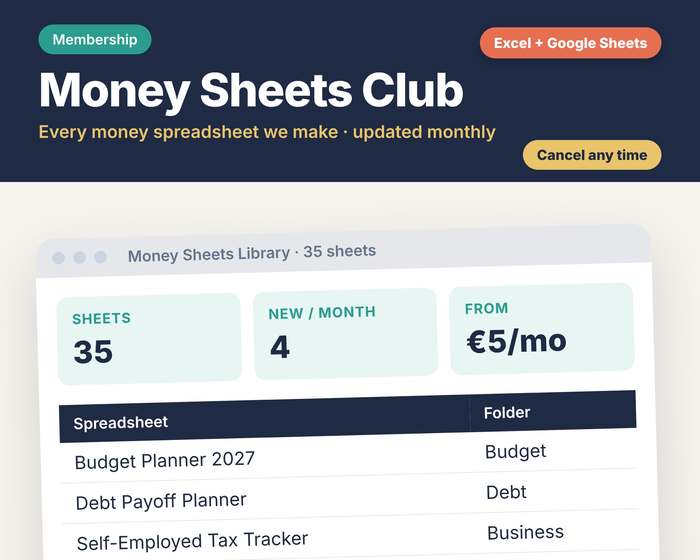 Membership
Excel + Google Sheets
Money Sheets Club
Every money spreadsheet we make · updated monthly
Cancel any time
Money Sheets Library · 35 sheets
SHEETS
35
NEW / MONTH
4
FROM
€5/mo
Spreadsheet Folder
Budget Planner 2027 Budget
Debt Payoff Planner Debt
Self-Employed Tax Tracker Business